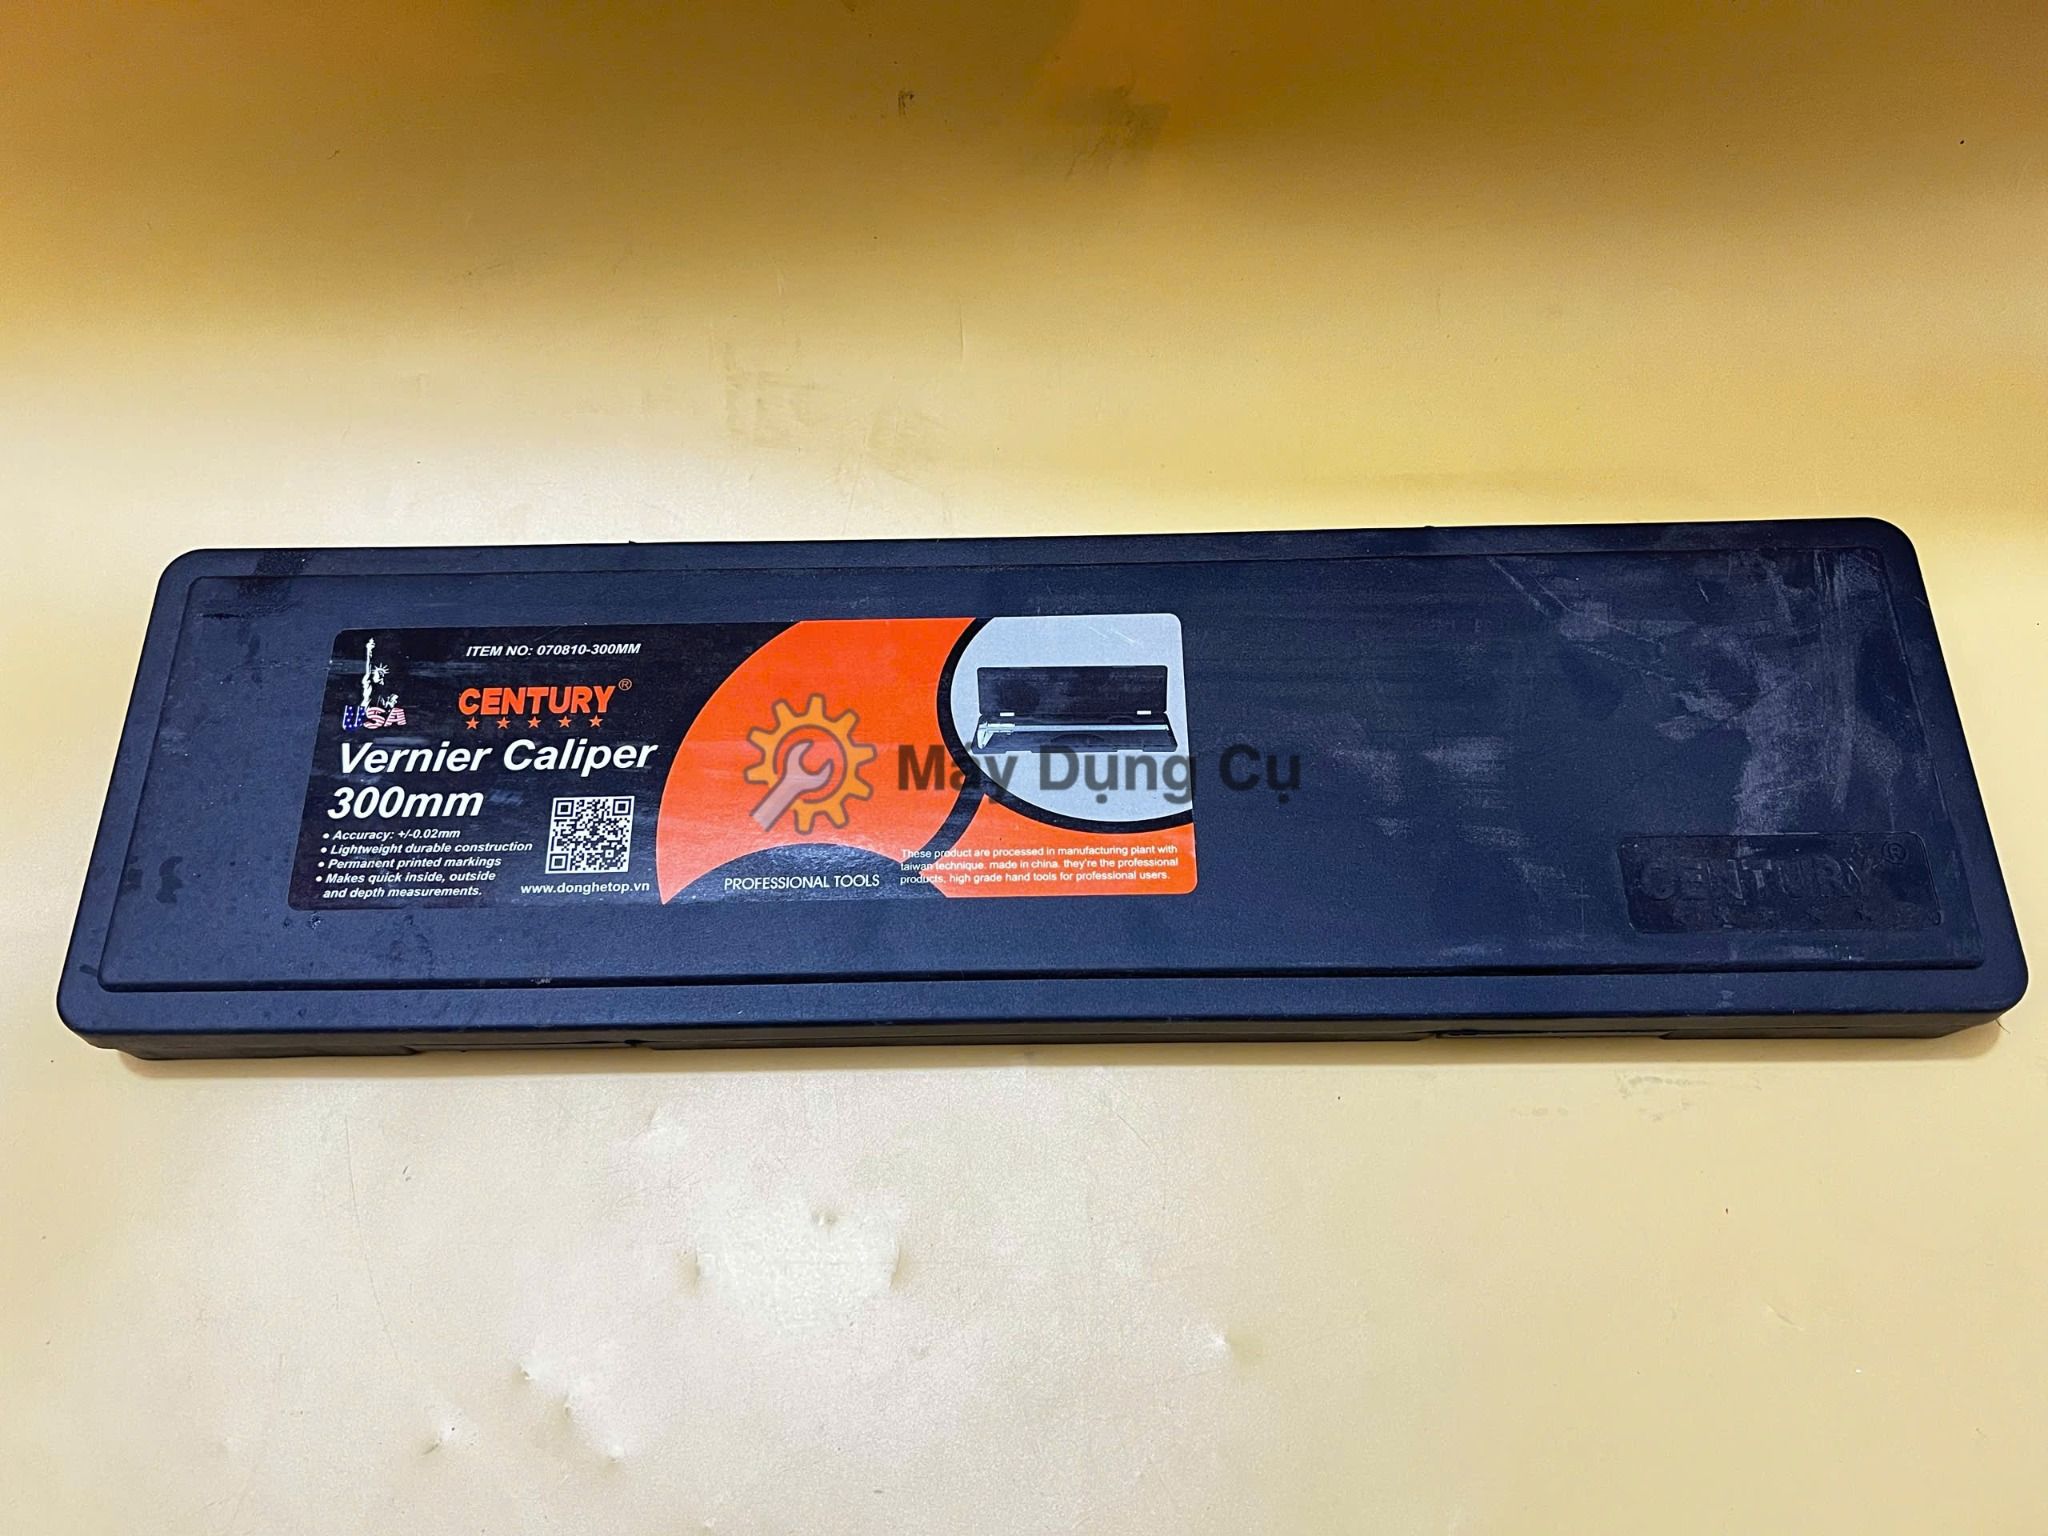 ITEM NO: 070810-300MM
USA
CENTURY®
Vernier Caliper
300mm
• Accuracy: +/-0.02mm
• Lightweight durable construction
• Permanent printed markings
• Makes quick inside, outside
and depth measurements.
www.donghetop.vn
PROFESSIONAL TOOLS
These product are processed in manufacturing plant with
taiwan technique. made in china. they're the professional
products, high grade hand tools for professional users.
Máy Dụng Cụ
CENTURY®